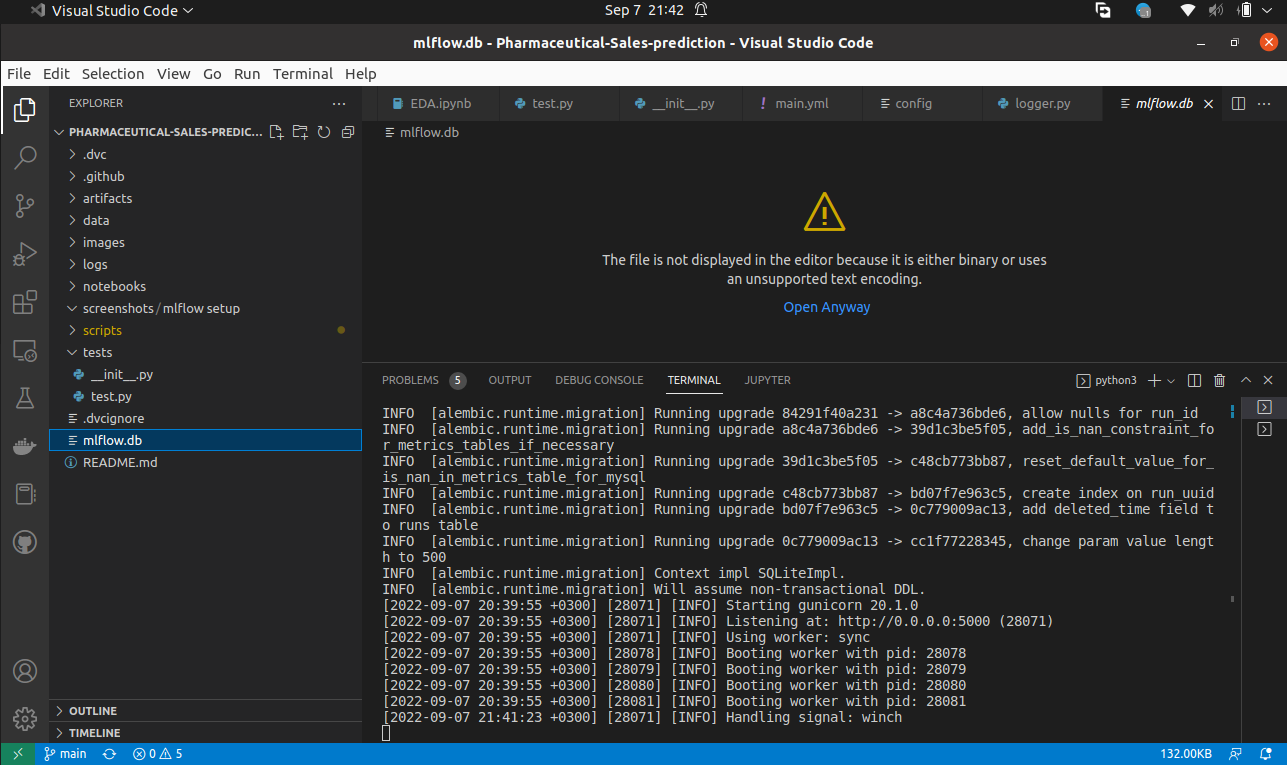 Visual Studio Code
Sep 7 21:42
mlflow.db - Pharmaceutical-Sales-prediction - Visual Studio Code
File Edit Selection View Go Run Terminal Help
EXPLORER
PHARMACEUTICAL-SALES-PREDIC...
.dvc
.github
artifacts
data
images
logs
notebooks
screenshots/mlflow setup
scripts
tests
__init__.py
test.py
.dvcignore
mlflow.db
README.md
OUTLINE
TIMELINE
EDA.ipynb test.py __init__.py main.yml config logger.py mlflow.db
mlflow.db
The file is not displayed in the editor because it is either binary or uses
an unsupported text encoding.
Open Anyway
PROBLEMS 5 OUTPUT DEBUG CONSOLE TERMINAL JUPYTER
python3
INFO  [alembic.runtime.migration] Running upgrade 84291f40a231 -> a8c4a736bde6, allow nulls for run_id
INFO  [alembic.runtime.migration] Running upgrade a8c4a736bde6 -> 39d1c3be5f05, add_is_nan_constraint_fo
r_metrics_tables_if_necessary
INFO  [alembic.runtime.migration] Running upgrade 39d1c3be5f05 -> c48cb773bb87, reset_default_value_for_
is_nan_in_metrics_table_for_mysql
INFO  [alembic.runtime.migration] Running upgrade c48cb773bb87 -> bd07f7e963c5, create index on run_uuid
INFO  [alembic.runtime.migration] Running upgrade bd07f7e963c5 -> 0c779009ac13, add deleted_time field t
o runs table
INFO  [alembic.runtime.migration] Running upgrade 0c779009ac13 -> cc1f77228345, change param value lengt
h to 500
INFO  [alembic.runtime.migration] Context impl SQLiteImpl.
INFO  [alembic.runtime.migration] Will assume non-transactional DDL.
[2022-09-07 20:39:55 +0300] [28071] [INFO] Starting gunicorn 20.1.0
[2022-09-07 20:39:55 +0300] [28071] [INFO] Listening at: http://0.0.0.0:5000 (28071)
[2022-09-07 20:39:55 +0300] [28071] [INFO] Using worker: sync
[2022-09-07 20:39:55 +0300] [28078] [INFO] Booting worker with pid: 28078
[2022-09-07 20:39:55 +0300] [28079] [INFO] Booting worker with pid: 28079
[2022-09-07 20:39:55 +0300] [28080] [INFO] Booting worker with pid: 28080
[2022-09-07 20:39:55 +0300] [28081] [INFO] Booting worker with pid: 28081
[2022-09-07 21:41:23 +0300] [28071] [INFO] Handling signal: winch
main 0 5 132.00KB